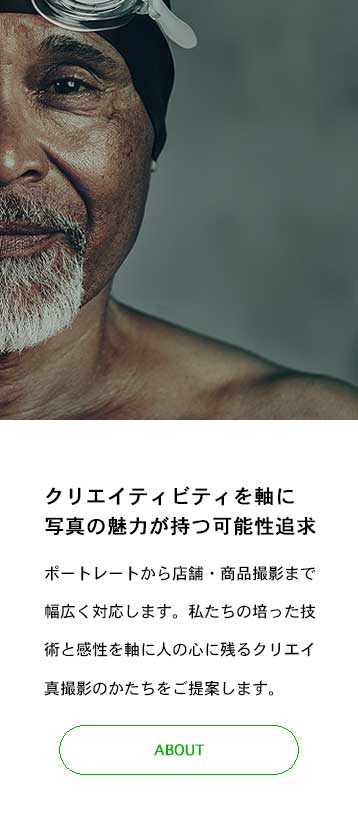 クリエイティビティを軸に
写真の魅力が持つ可能性追求
ポートレートから店舗・商品撮影まで
幅広く対応します。私たちの培った技
術と感性を軸に人の心に残るクリエイ
真撮影のかたちをご提案します。
ABOUT